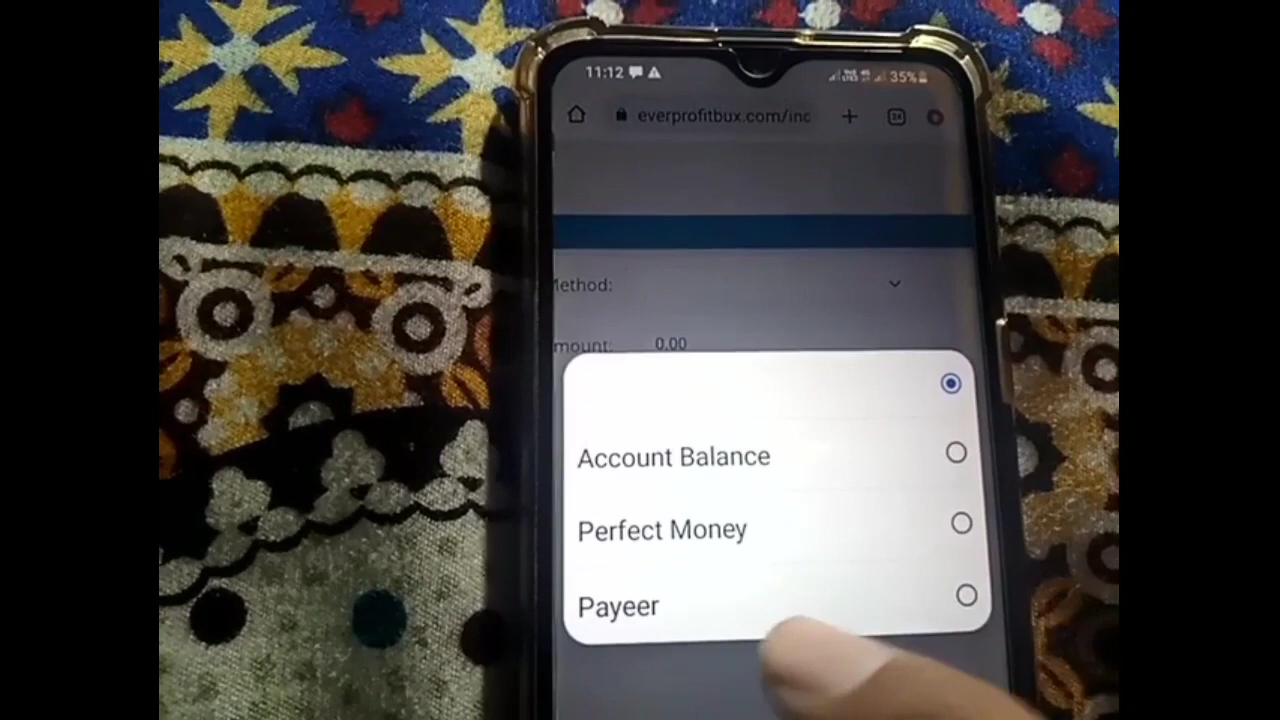 11:12 35%
everprofitbux.com/inc
Method:
mount: 0.00
Account Balance
Perfect Money
Payeer